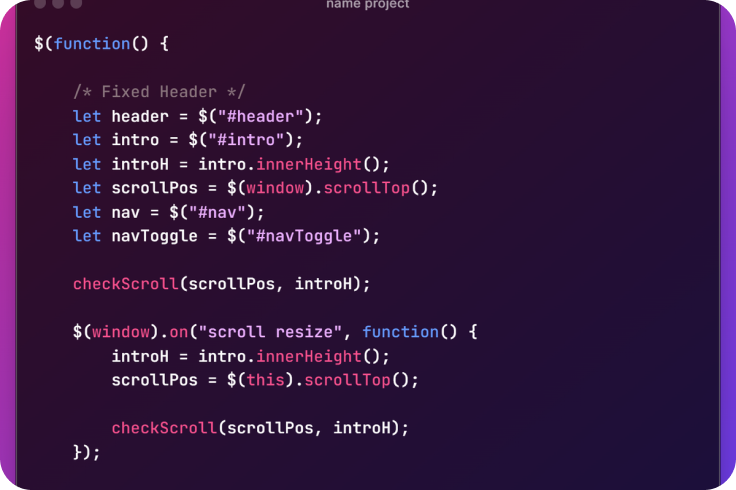 name project
$(function() {
/* Fixed Header */
let header = $("#header");
let intro = $("#intro");
let introH = intro.innerHeight();
let scrollPos = $(window).scrollTop();
let nav = $("#nav");
let navToggle = $("#navToggle");
checkScroll(scrollPos, introH);
$(window).on("scroll resize", function() {
introH = intro.innerHeight();
scrollPos = $(this).scrollTop();
checkScroll(scrollPos, introH);
});